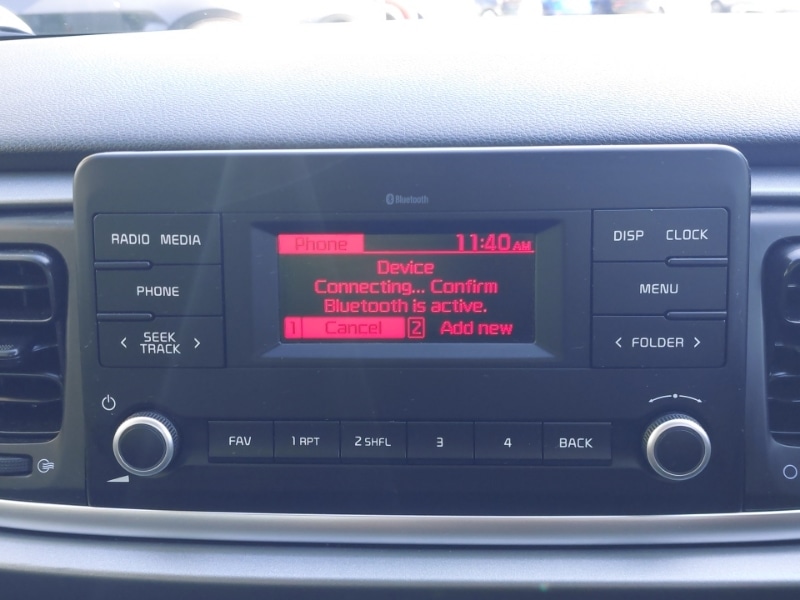 Bluetooth
RADIO MEDIA
PHONE
< SEEK TRACK >
Phone 11:40 AM
Device
Connecting... Confirm
Bluetooth is active.
1 Cancel 2 Add new
DISP CLOCK
MENU
< FOLDER >
FAV 1 RPT 2 SHFL 3 4 BACK